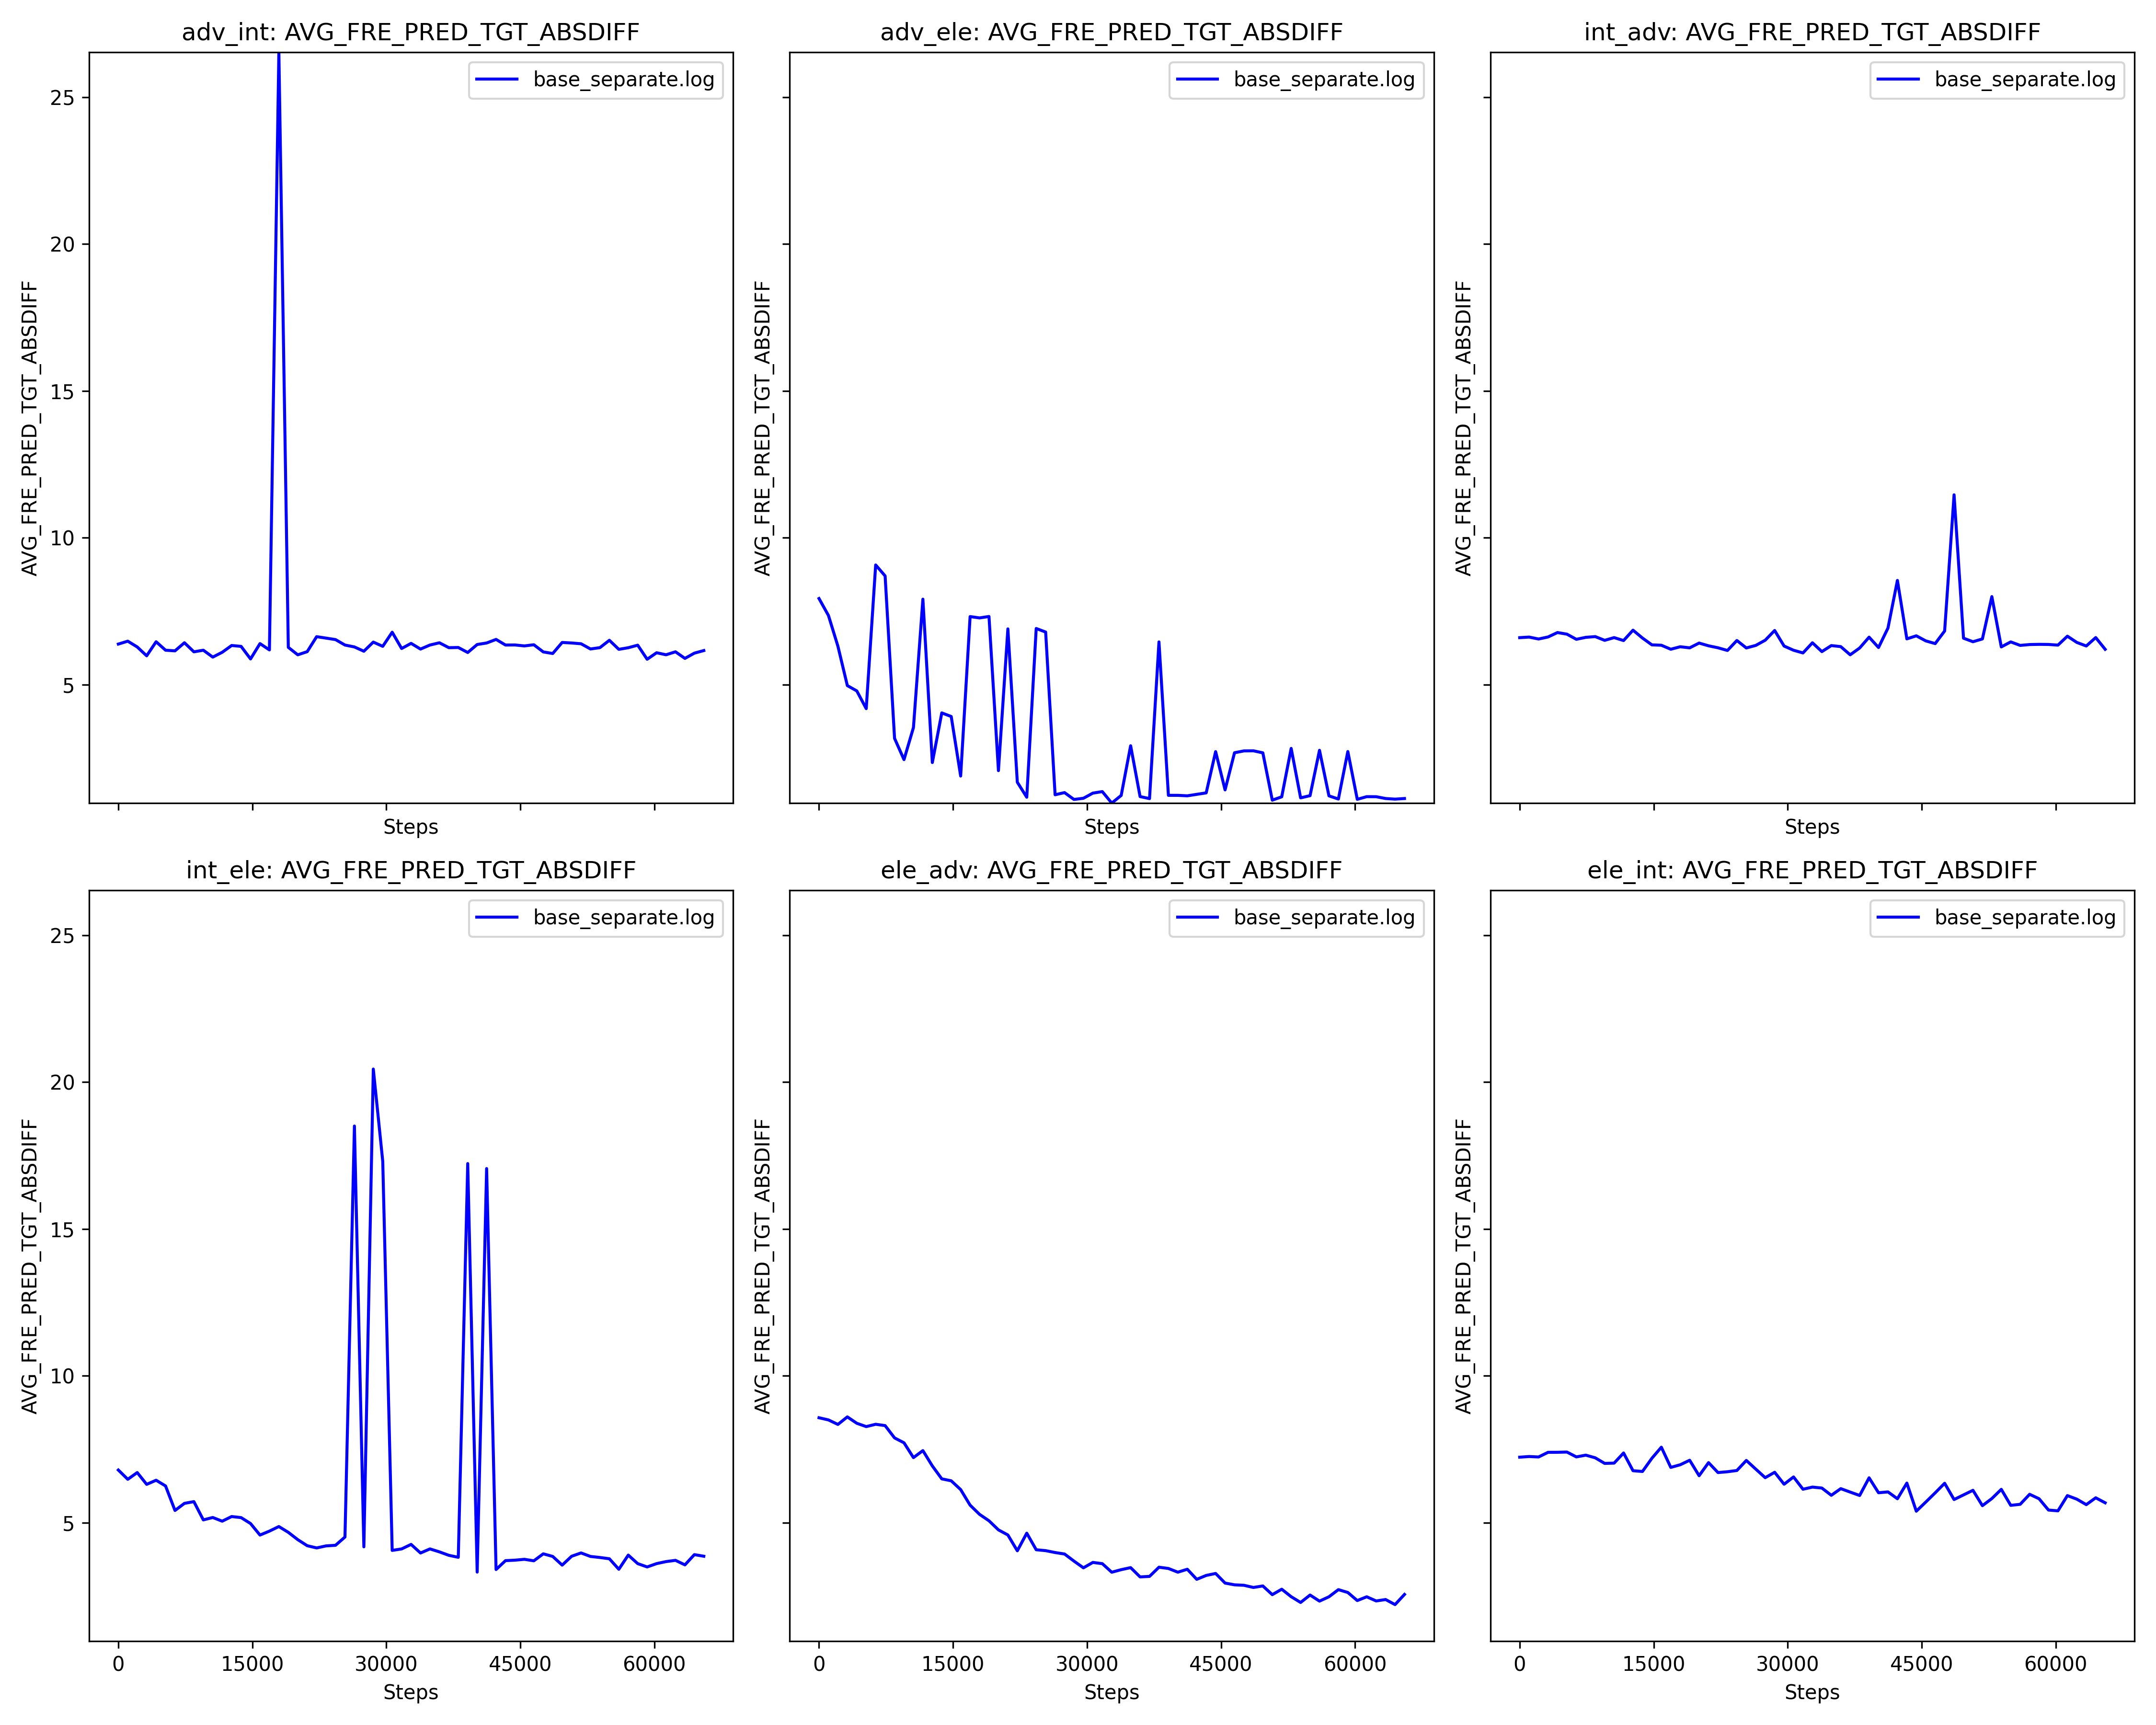 adv_int: AVG_FRE_PRED_TGT_ABSDIFF
base_separate.log
25
20
15
10
5
AVG_FRE_PRED_TGT_ABSDIFF
Steps
adv_ele: AVG_FRE_PRED_TGT_ABSDIFF
base_separate.log
AVG_FRE_PRED_TGT_ABSDIFF
Steps
int_adv: AVG_FRE_PRED_TGT_ABSDIFF
base_separate.log
AVG_FRE_PRED_TGT_ABSDIFF
Steps
int_ele: AVG_FRE_PRED_TGT_ABSDIFF
base_separate.log
25
20
15
10
5
AVG_FRE_PRED_TGT_ABSDIFF
0 15000 30000 45000 60000
Steps
ele_adv: AVG_FRE_PRED_TGT_ABSDIFF
base_separate.log
AVG_FRE_PRED_TGT_ABSDIFF
0 15000 30000 45000 60000
Steps
ele_int: AVG_FRE_PRED_TGT_ABSDIFF
base_separate.log
AVG_FRE_PRED_TGT_ABSDIFF
0 15000 30000 45000 60000
Steps